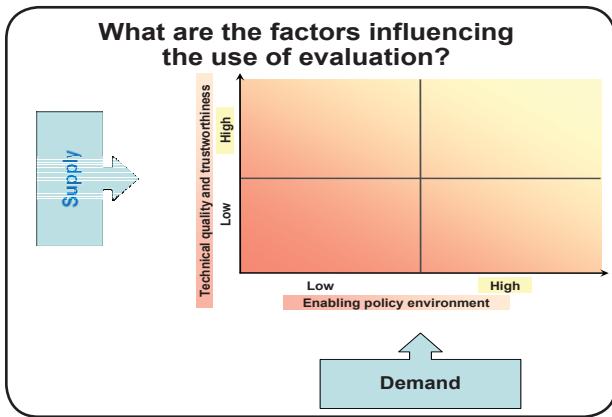 What are the factors influencing
the use of evaluation?
Supply
Technical quality and trustworthiness
High
Low
Low
High
Enabling policy environment
Demand